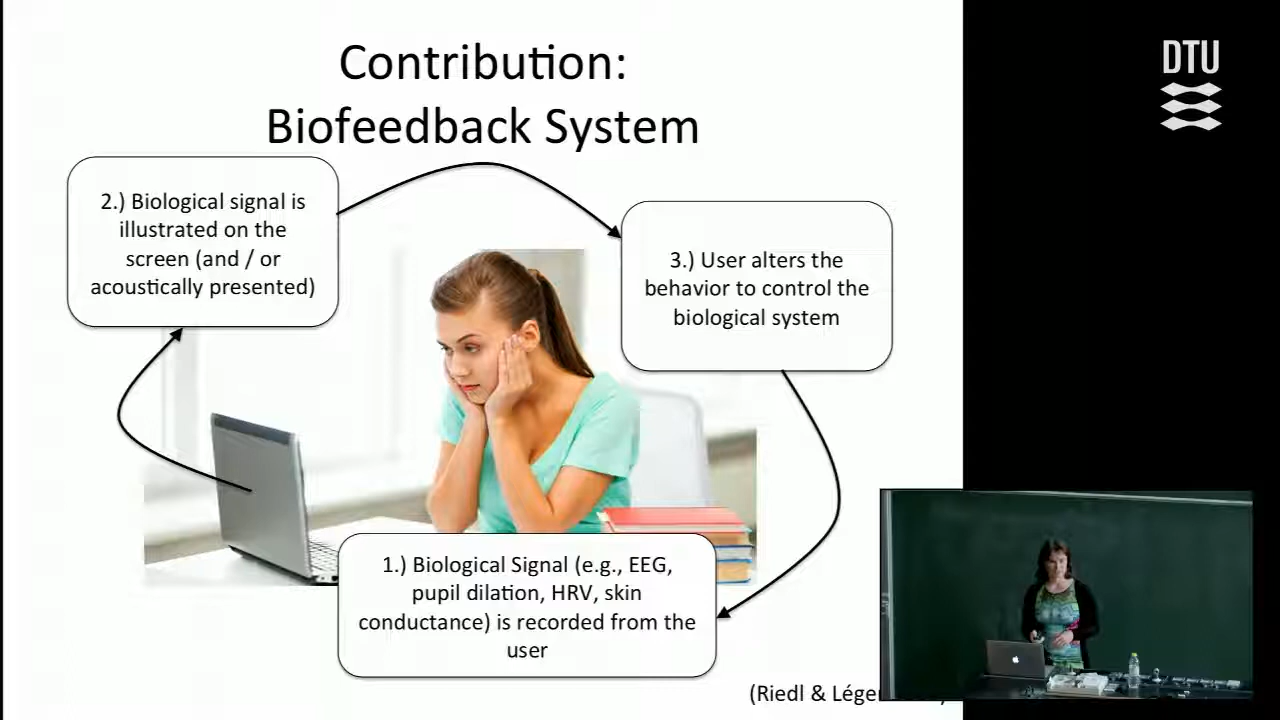 Contribution:
Biofeedback System
2.) Biological signal is
illustrated on the
screen (and / or
acoustically presented)
3.) User alters the
behavior to control the
biological system
1.) Biological Signal (e.g., EEG,
pupil dilation, HRV, skin
conductance) is recorded from the
user
(Riedl &
DTU